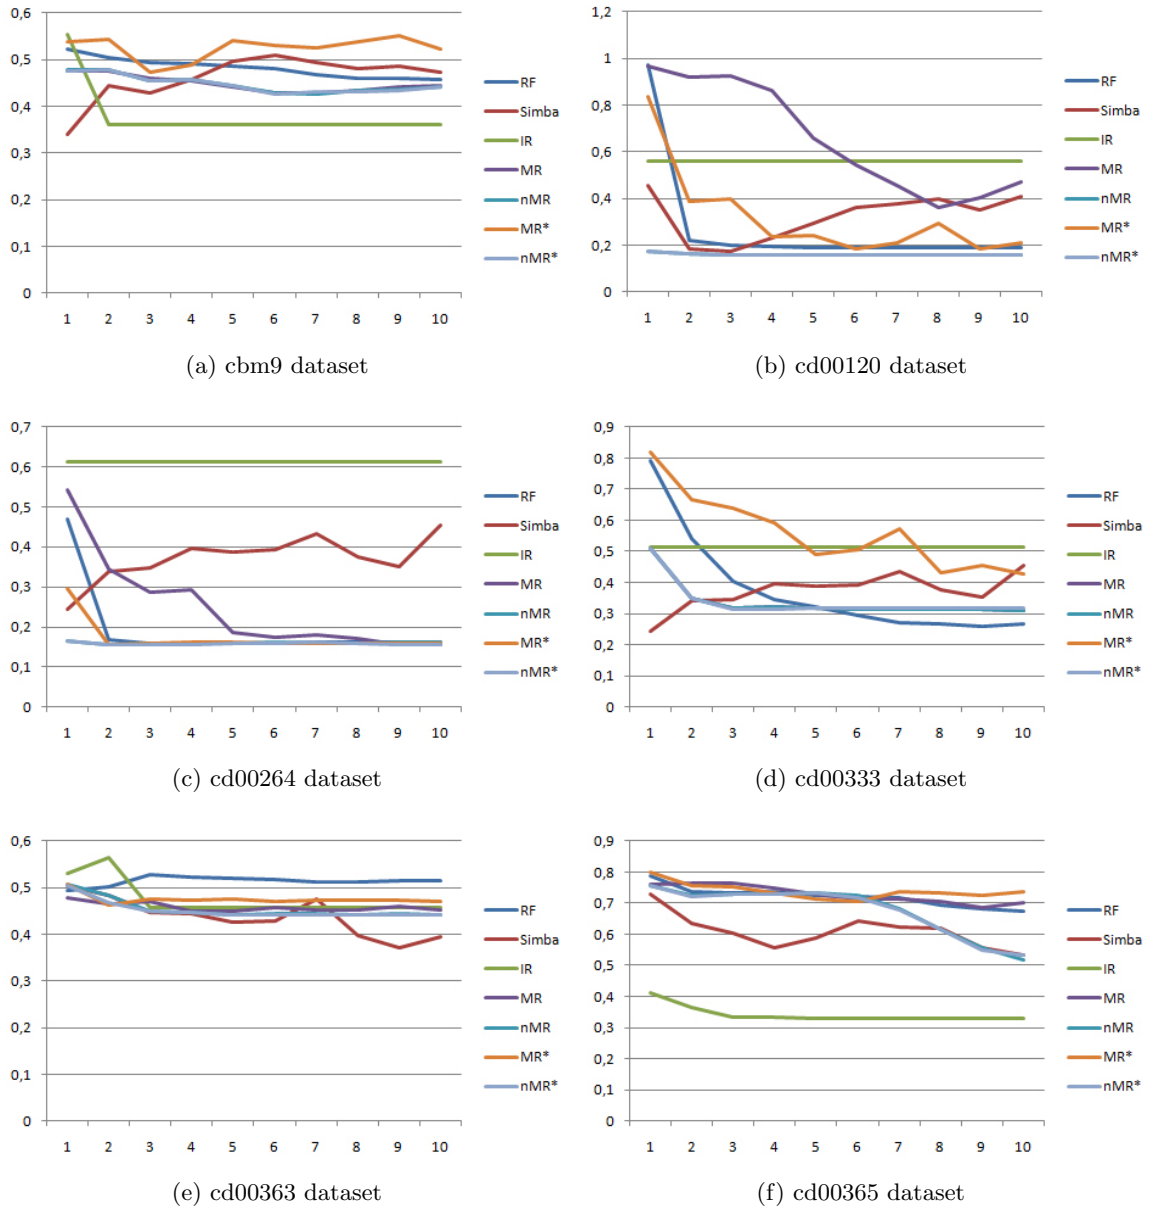 0,6
0,5
0,4
0,3
0,2
0,1
0
1 2 3 4 5 6 7 8 9 10
RF
Simba
IR
MR
nMR
MR*
nMR*
(a) cbm9 dataset
1,2
1
0,8
0,6
0,4
0,2
0
1 2 3 4 5 6 7 8 9 10
RF
Simba
IR
MR
nMR
MR*
nMR*
(b) cd00120 dataset
0,7
0,6
0,5
0,4
0,3
0,2
0,1
0
1 2 3 4 5 6 7 8 9 10
RF
Simba
IR
MR
nMR
MR*
nMR*
(c) cd00264 dataset
0,9
0,8
0,7
0,6
0,5
0,4
0,3
0,2
0,1
0
1 2 3 4 5 6 7 8 9 10
RF
Simba
IR
MR
nMR
MR*
nMR*
(d) cd00333 dataset
0,6
0,5
0,4
0,3
0,2
0,1
0
1 2 3 4 5 6 7 8 9 10
RF
Simba
IR
MR
nMR
MR*
nMR*
(e) cd00363 dataset
0,9
0,8
0,7
0,6
0,5
0,4
0,3
0,2
0,1
0
1 2 3 4 5 6 7 8 9 10
RF
Simba
IR
MR
nMR
MR*
nMR*
(f) cd00365 dataset